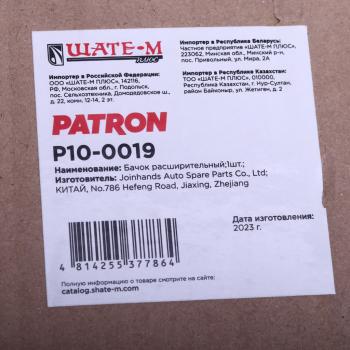 ШАТЕ-М
ПЛЮС
Импортер в Российской Федерации:
ООО «ШАТЕ-М ПЛЮС», 142116,
РФ, Московская обл., г. Подольск,
пос. Сельхозтехника, Домодедовское ш.,
д. 22, комн. 12-14, 2 эт.
Импортер в Республике Беларусь:
Частное предприятие «ШАТЕ-М ПЛЮС»,
223062, Минская обл., Минский р-н,
пос. Привольный, ул. Мира, 2А
Импортер в Республике Казахстан:
ТОО «ШАТЕ-М ПЛЮС», 010000,
Республика Казахстан, г. Нур-Султан,
район Байконыр, ул. Жетиген, д. 2
PATRON
P10-0019
Наименование: Бачок расширительный;1шт.;
Изготовитель: Joinhands Auto Spare Parts Co., Ltd;
КИТАЙ, No.786 Hefeng Road, Jiaxing, Zhejiang
Дата изготовления:
2023 г.
4 814255 377864
Полную информацию о товаре смотрите на сайте:
catalog.shate-m.com